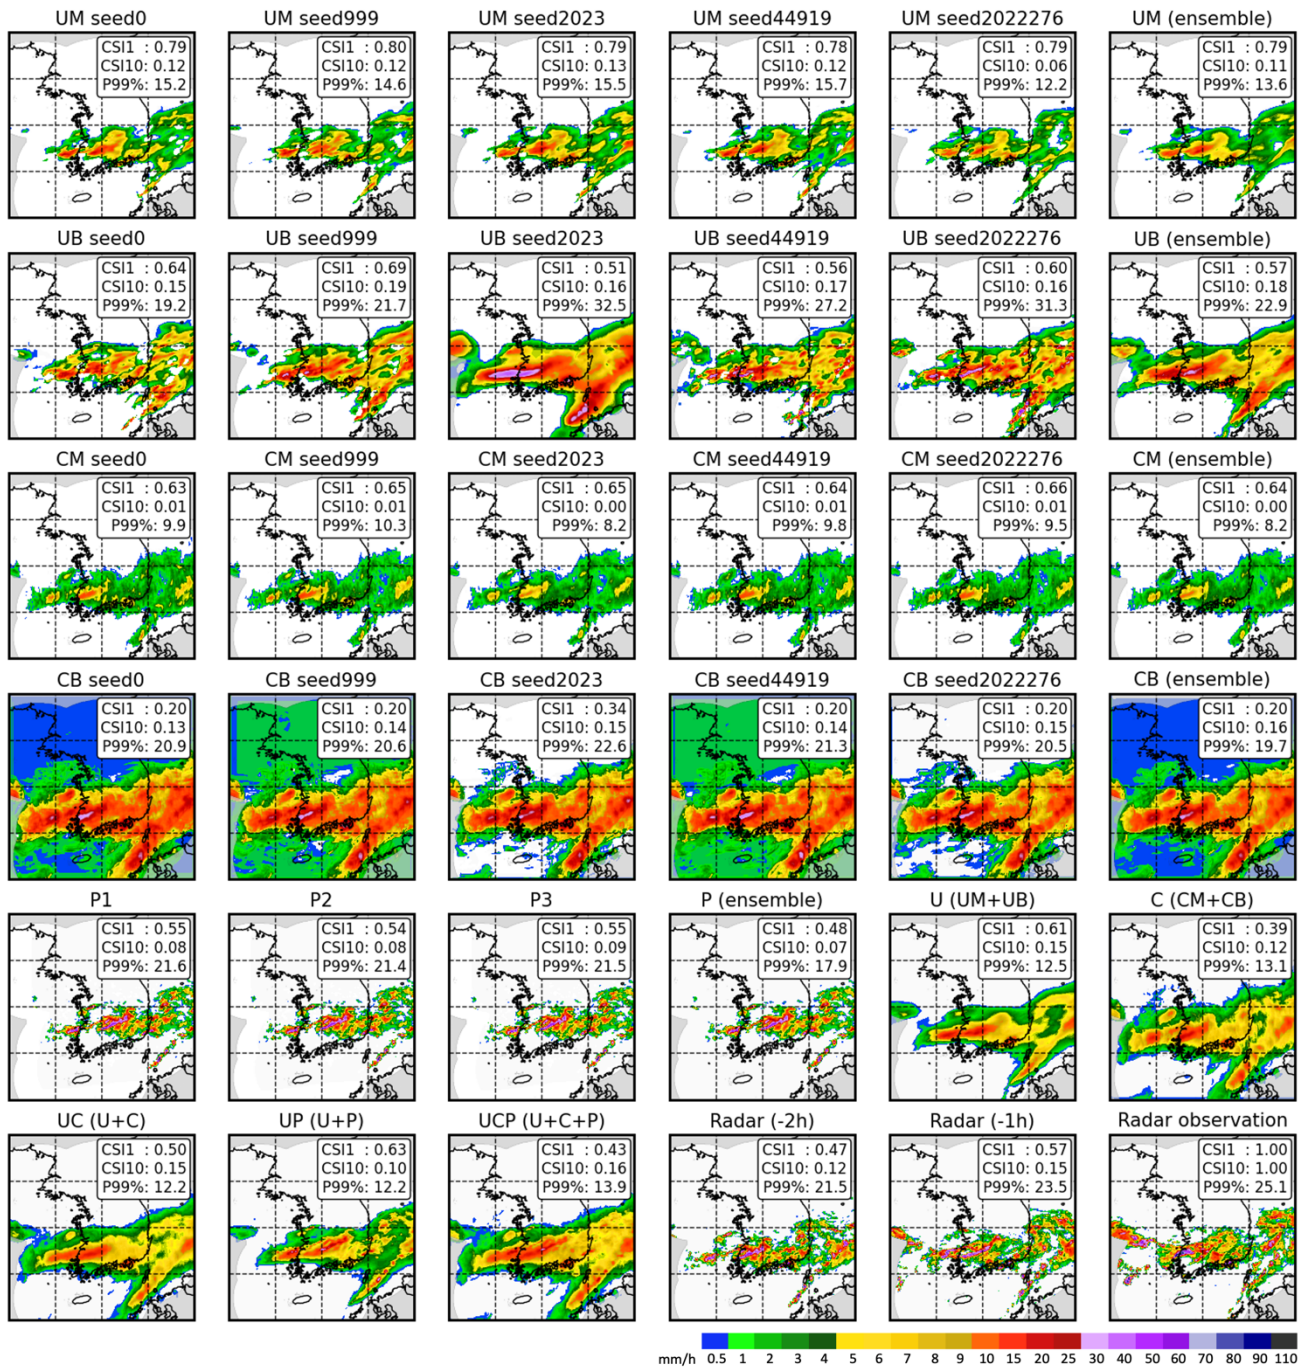 UM seed0
CSI1 : 0.79
CSI10: 0.12
P99%: 15.2
UM seed999
CSI1 : 0.80
CSI10: 0.12
P99%: 14.6
UM seed2023
CSI1 : 0.79
CSI10: 0.13
P99%: 15.5
UM seed44919
CSI1 : 0.78
CSI10: 0.12
P99%: 15.7
UM seed2022276
CSI1 : 0.79
CSI10: 0.06
P99%: 12.2
UM (ensemble)
CSI1 : 0.79
CSI10: 0.11
P99%: 13.6
UB seed0
CSI1 : 0.64
CSI10: 0.15
P99%: 19.2
UB seed999
CSI1 : 0.69
CSI10: 0.19
P99%: 21.7
UB seed2023
CSI1 : 0.51
CSI10: 0.16
P99%: 32.5
UB seed44919
CSI1 : 0.56
CSI10: 0.17
P99%: 27.2
UB seed2022276
CSI1 : 0.60
CSI10: 0.16
P99%: 31.3
UB (ensemble)
CSI1 : 0.57
CSI10: 0.18
P99%: 22.9
CM seed0
CSI1 : 0.63
CSI10: 0.01
P99%: 9.9
CM seed999
CSI1 : 0.65
CSI10: 0.01
P99%: 10.3
CM seed2023
CSI1 : 0.65
CSI10: 0.00
P99%: 8.2
CM seed44919
CSI1 : 0.64
CSI10: 0.01
P99%: 9.8
CM seed2022276
CSI1 : 0.66
CSI10: 0.01
P99%: 9.5
CM (ensemble)
CSI1 : 0.64
CSI10: 0.00
P99%: 8.2
CB seed0
CSI1 : 0.20
CSI10: 0.13
P99%: 20.9
CB seed999
CSI1 : 0.20
CSI10: 0.14
P99%: 20.6
CB seed2023
CSI1 : 0.34
CSI10: 0.15
P99%: 22.6
CB seed44919
CSI1 : 0.20
CSI10: 0.14
P99%: 21.3
CB seed2022276
CSI1 : 0.20
CSI10: 0.15
P99%: 20.5
CB (ensemble)
CSI1 : 0.20
CSI10: 0.16
P99%: 19.7
P1
CSI1 : 0.55
CSI10: 0.08
P99%: 21.6
P2
CSI1 : 0.54
CSI10: 0.08
P99%: 21.4
P3
CSI1 : 0.55
CSI10: 0.09
P99%: 21.5
P (ensemble)
CSI1 : 0.48
CSI10: 0.07
P99%: 17.9
U (UM+UB)
CSI1 : 0.61
CSI10: 0.15
P99%: 12.5
C (CM+CB)
CSI1 : 0.39
CSI10: 0.12
P99%: 13.1
UC (U+C)
CSI1 : 0.50
CSI10: 0.15
P99%: 12.2
UP (U+P)
CSI1 : 0.63
CSI10: 0.10
P99%: 12.2
UCP (U+C+P)
CSI1 : 0.43
CSI10: 0.16
P99%: 13.9
Radar (-2h)
CSI1 : 0.47
CSI10: 0.12
P99%: 21.5
Radar (-1h)
CSI1 : 0.57
CSI10: 0.15
P99%: 23.5
Radar observation
CSI1 : 1.00
CSI10: 1.00
P99%: 25.1
mm/h 0.5 1 2 3 4 5 6 7 8 9 10 15 20 25 30 40 50 60 70 80 90 110